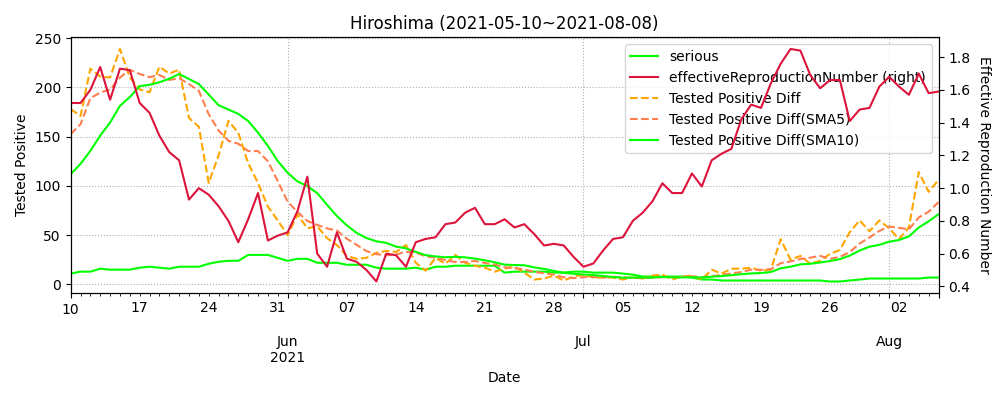 Hiroshima (2021-05-10~2021-08-08)
250
200
150
100
50
0
Tested Positive
serious
effectiveReproductionNumber (right)
Tested Positive Diff
Tested Positive Diff(SMA5)
Tested Positive Diff(SMA10)
1.8
1.6
1.4
1.2
1.0
0.8
0.6
0.4
Effective Reproduction Number
10 17 24 31 07 14 21 28 05 12 19 26 02
Jun Jul Aug
2021
Date